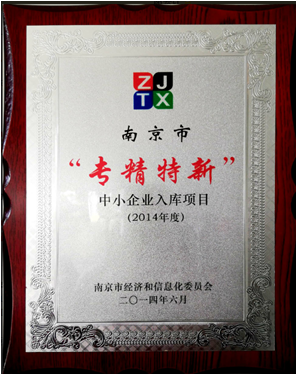 ZJ
TX
南京市
“专精特新”
中小企业入库项目
(2014年度)
南京市经济和信息化委员会
二〇一四年六月